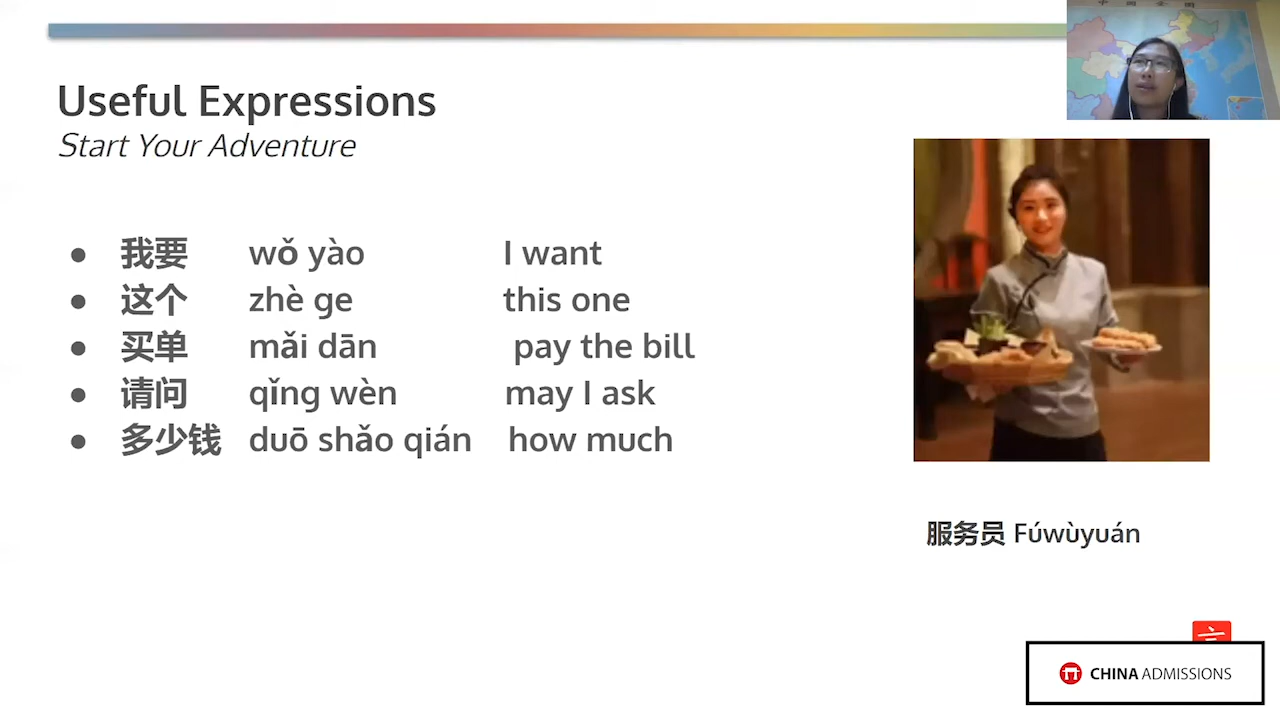 Useful Expressions
Start Your Adventure
● 我要 wǒ yào I want
● 这个 zhè ge this one
● 买单 mǎi dān pay the bill
● 请问 qǐng wèn may I ask
● 多少钱 duō shǎo qián how much
服务员 Fúwùyuán
CHINA ADMISSIONS